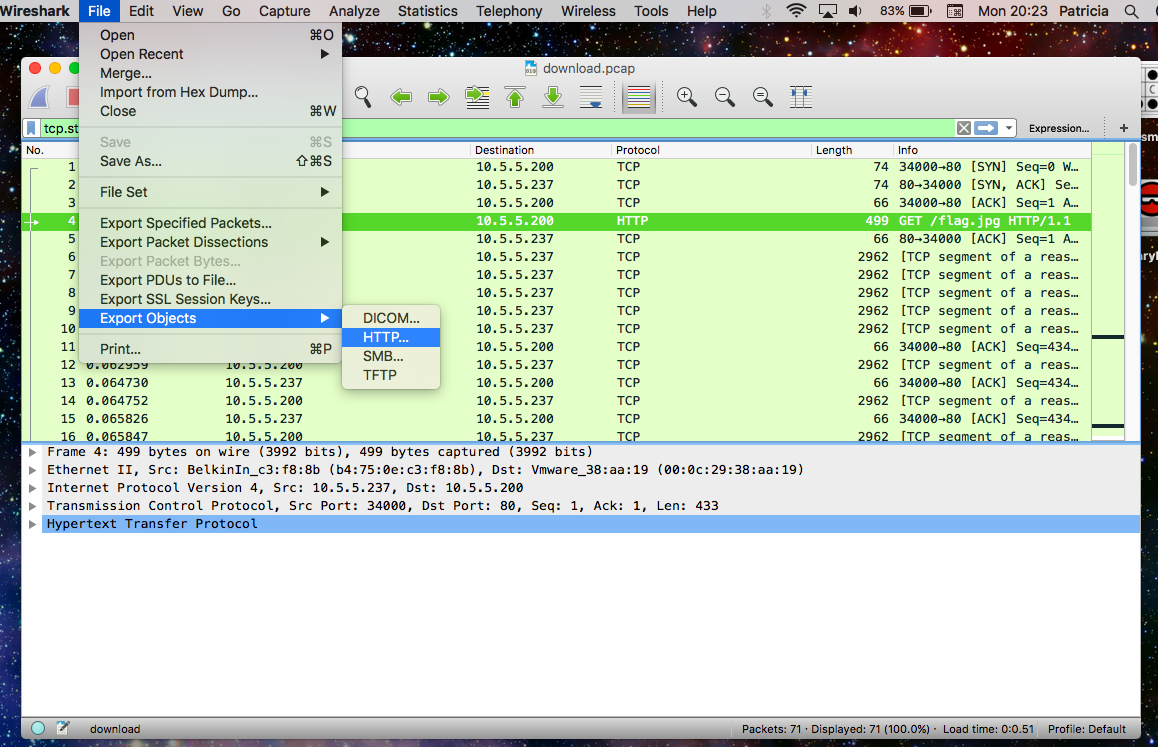 Wireshark File Edit View Go Capture Analyze Statistics Telephony Wireless Tools Help 83% Mon 20:23 Patricia
Open ⌘O
Open Recent ▶
Merge...
Import from Hex Dump...
Close ⌘W
Save ⌘S
Save As... ⇧⌘S
File Set ▶
Export Specified Packets...
Export Packet Dissections ▶
Export Packet Bytes...
Export PDUs to File...
Export SSL Session Keys...
Export Objects ▶
Print... ⌘P
DICOM...
HTTP...
SMB...
TFTP
download.pcap
tcp.st Expression... +
No. Destination Protocol Length Info
1 10.5.5.200 TCP 74 34000→80 [SYN] Seq=0 W…
2 10.5.5.237 TCP 74 80→34000 [SYN, ACK] Se…
3 10.5.5.200 TCP 66 34000→80 [ACK] Seq=1 A…
4 10.5.5.200 HTTP 499 GET /flag.jpg HTTP/1.1
5 10.5.5.237 TCP 66 80→34000 [ACK] Seq=1 A…
6 10.5.5.237 TCP 2962 [TCP segment of a reas…
7 10.5.5.237 TCP 2962 [TCP segment of a reas…
8 10.5.5.237 TCP 2962 [TCP segment of a reas…
9 10.5.5.237 TCP 2962 [TCP segment of a reas…
10 10.5.5.237 TCP 2962 [TCP segment of a reas…
11 10.5.5.200 TCP 66 34000→80 [ACK] Seq=434…
12 0.062959 10.5.5.200 10.5.5.237 TCP 2962 [TCP segment of a reas…
13 0.064730 10.5.5.237 10.5.5.200 TCP 66 34000→80 [ACK] Seq=434…
14 0.064752 10.5.5.200 10.5.5.237 TCP 2962 [TCP segment of a reas…
15 0.065826 10.5.5.237 10.5.5.200 TCP 66 34000→80 [ACK] Seq=434…
16 0.065847 10.5.5.200 10.5.5.237 TCP 2962 [TCP segment of a reas…
Frame 4: 499 bytes on wire (3992 bits), 499 bytes captured (3992 bits)
Ethernet II, Src: BelkinIn_c3:f8:8b (b4:75:0e:c3:f8:8b), Dst: Vmware_38:aa:19 (00:0c:29:38:aa:19)
Internet Protocol Version 4, Src: 10.5.5.237, Dst: 10.5.5.200
Transmission Control Protocol, Src Port: 34000, Dst Port: 80, Seq: 1, Ack: 1, Len: 433
Hypertext Transfer Protocol
download Packets: 71 · Displayed: 71 (100.0%) · Load time: 0:0.51 Profile: Default